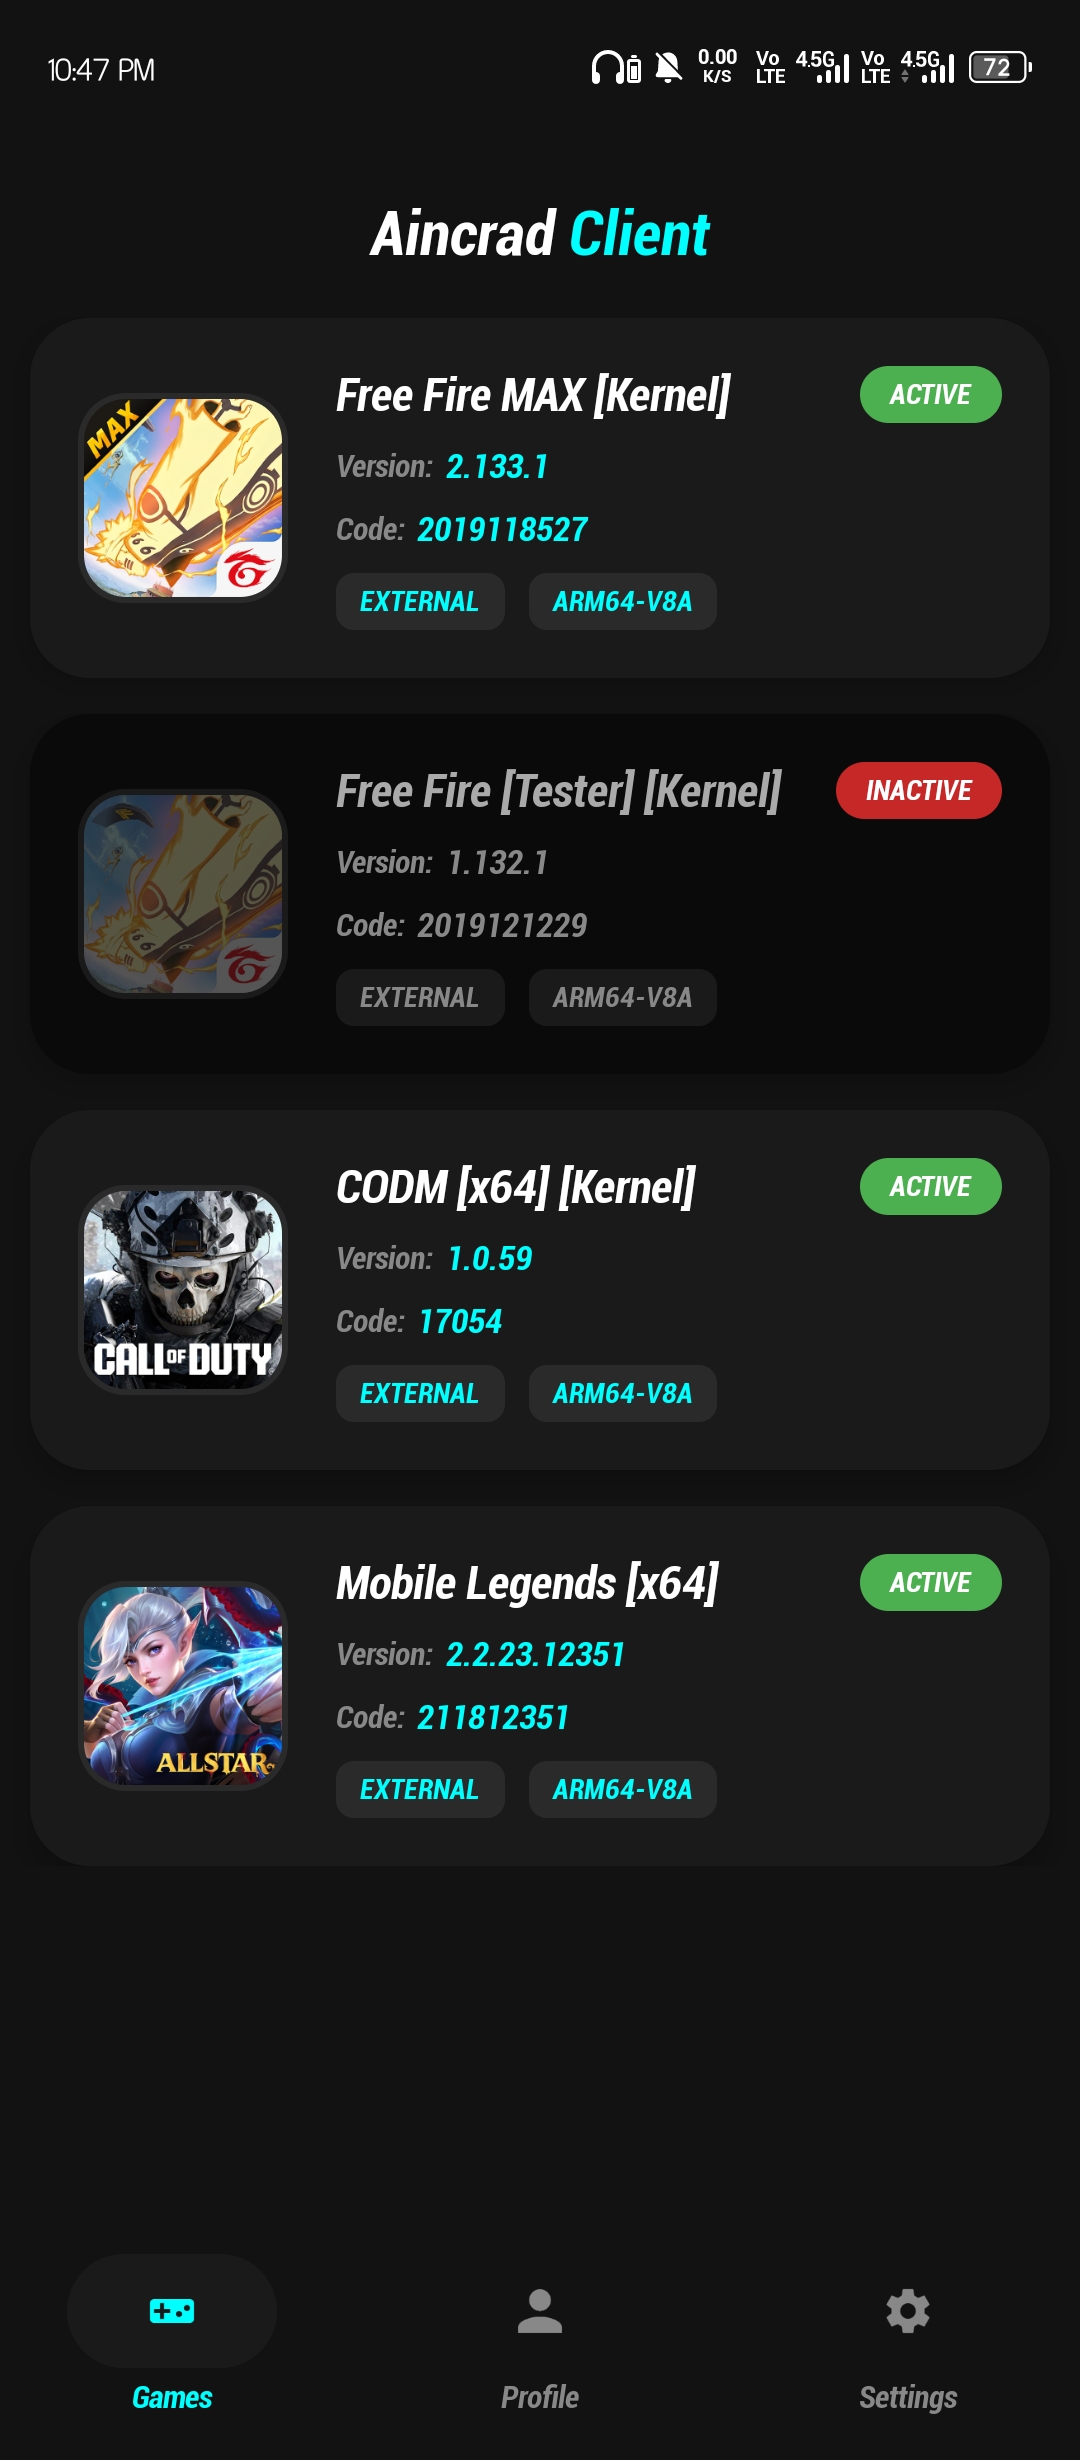 10:47 PM
0.00 K/S
Vo LTE
4.5G
Vo LTE
4.5G
72
Aincrad Client
Free Fire MAX [Kernel]
ACTIVE
MAX
Version: 2.133.1
Code: 2019118527
EXTERNAL ARM64-V8A
Free Fire [Tester] [Kernel]
INACTIVE
Version: 1.132.1
Code: 2019121229
EXTERNAL ARM64-V8A
CODM [x64] [Kernel]
ACTIVE
Version: 1.0.59
Code: 17054
CALL OF DUTY
EXTERNAL ARM64-V8A
Mobile Legends [x64]
ACTIVE
Version: 2.2.23.12351
Code: 211812351
ALLSTAR
EXTERNAL ARM64-V8A
Games Profile Settings